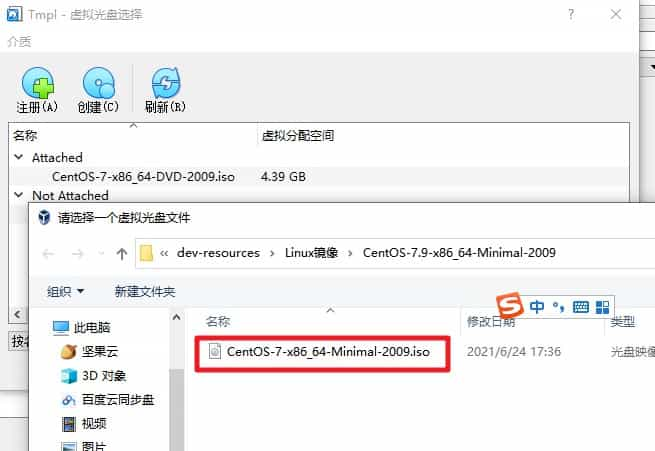 Tmpl - 虚拟光盘选择
介质
注册(A) 创建(C) 刷新(R)
名称 虚拟分配空间
Attached
CentOS-7-x86_64-DVD-2009.iso 4.39 GB
Not Attached
请选择一个虚拟光盘文件
« dev-resources › Linux镜像 › CentOS-7.9-x86_64-Minimal-2009
组织 新建文件夹
中
名称 修改日期 类型
此电脑
CentOS-7-x86_64-Minimal-2009.iso 2021/6/24 17:36 光盘映像
坚果云
3D 对象
百度云同步盘
视频
图片